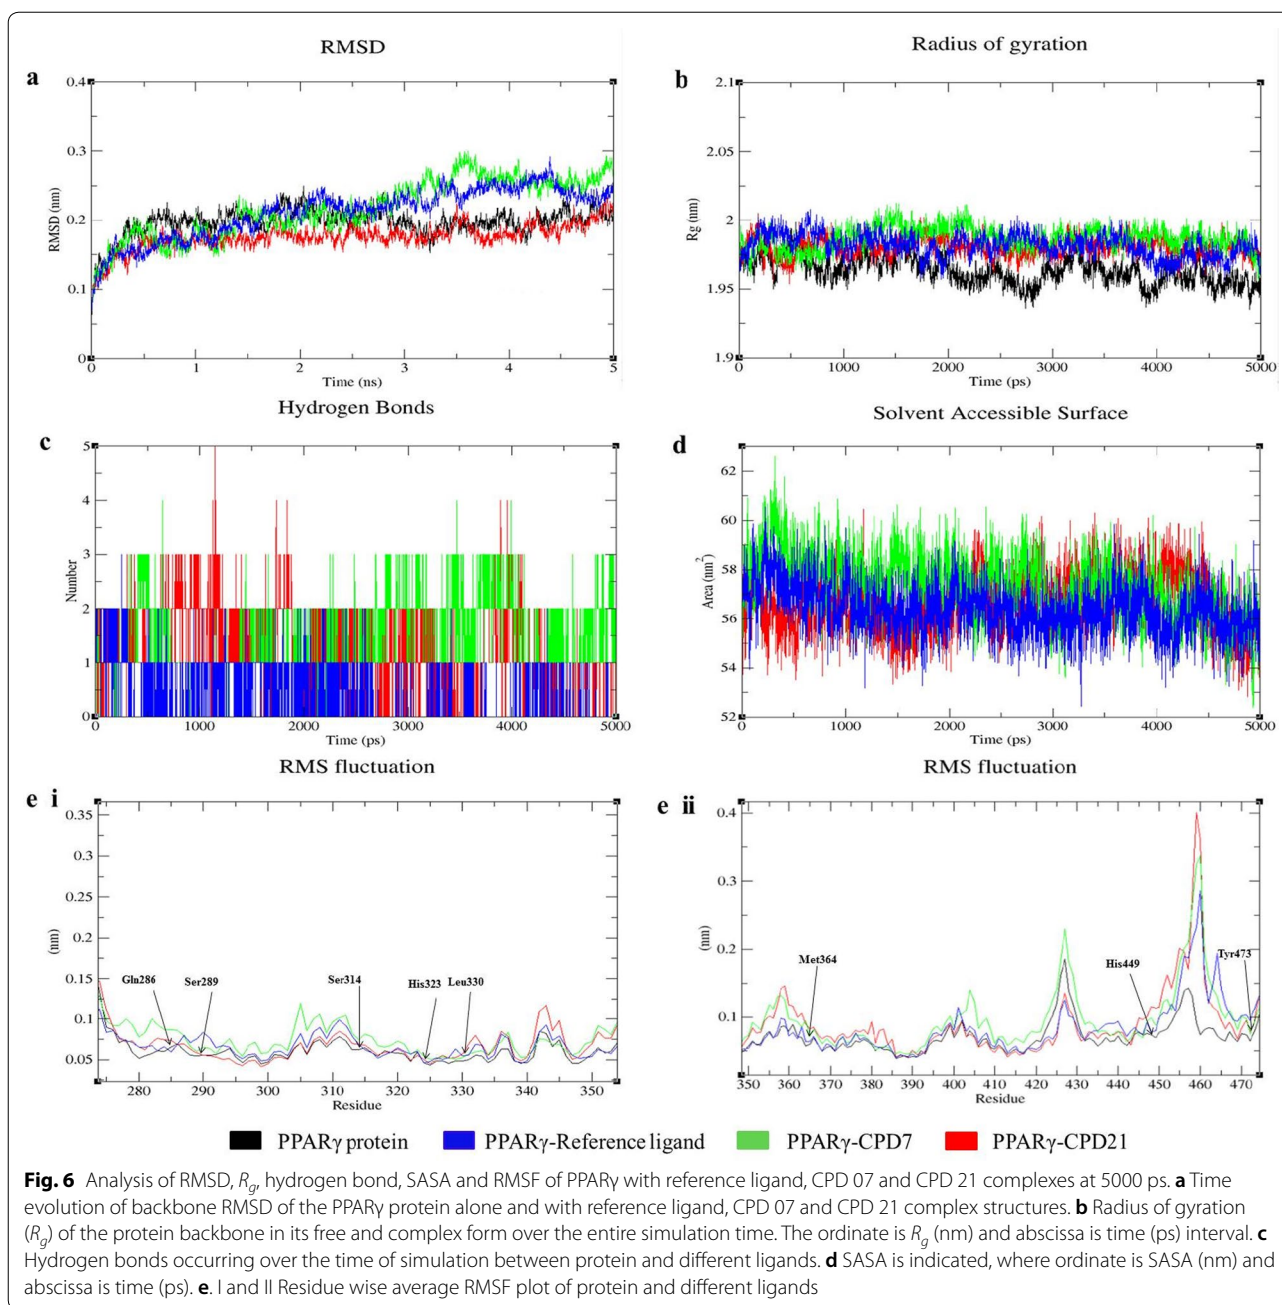 RMSD
a
0.4
0.3
0.2
0.1
0
RMSD (nm)
0 1 2 3 4 5
Time (ns)
Radius of gyration
b
2.1
2.05
2
1.95
1.9
Rg (nm)
0 1000 2000 3000 4000 5000
Time (ps)
Hydrogen Bonds
c
5
4
3
2
1
0
Number
0 1000 2000 3000 4000 5000
Time (ps)
Solvent Accessible Surface
d
62
60
58
56
54
52
Area (nm²)
0 1000 2000 3000 4000 5000
Time (ps)
RMS fluctuation
e i
0.35
0.3
0.25
0.2
0.15
0.1
0.05
(nm)
Gln286 Ser289 Ser314 His323 Leu330
280 290 300 310 320 330 340 350
Residue
RMS fluctuation
e ii
0.4
0.3
0.2
0.1
(nm)
Met364 His449 Tyr473
350 360 370 380 390 400 410 420 430 440 450 460 470
Residue
PPARγ protein PPARγ-Reference ligand PPARγ-CPD7 PPARγ-CPD21
Fig. 6 Analysis of RMSD, Rg, hydrogen bond, SASA and RMSF of PPARγ with reference ligand, CPD 07 and CPD 21 complexes at 5000 ps. a Time
evolution of backbone RMSD of the PPARγ protein alone and with reference ligand, CPD 07 and CPD 21 complex structures. b Radius of gyration
(Rg) of the protein backbone in its free and complex form over the entire simulation time. The ordinate is Rg (nm) and abscissa is time (ps) interval. c
Hydrogen bonds occurring over the time of simulation between protein and different ligands. d SASA is indicated, where ordinate is SASA (nm) and
abscissa is time (ps). e. I and II Residue wise average RMSF plot of protein and different ligands